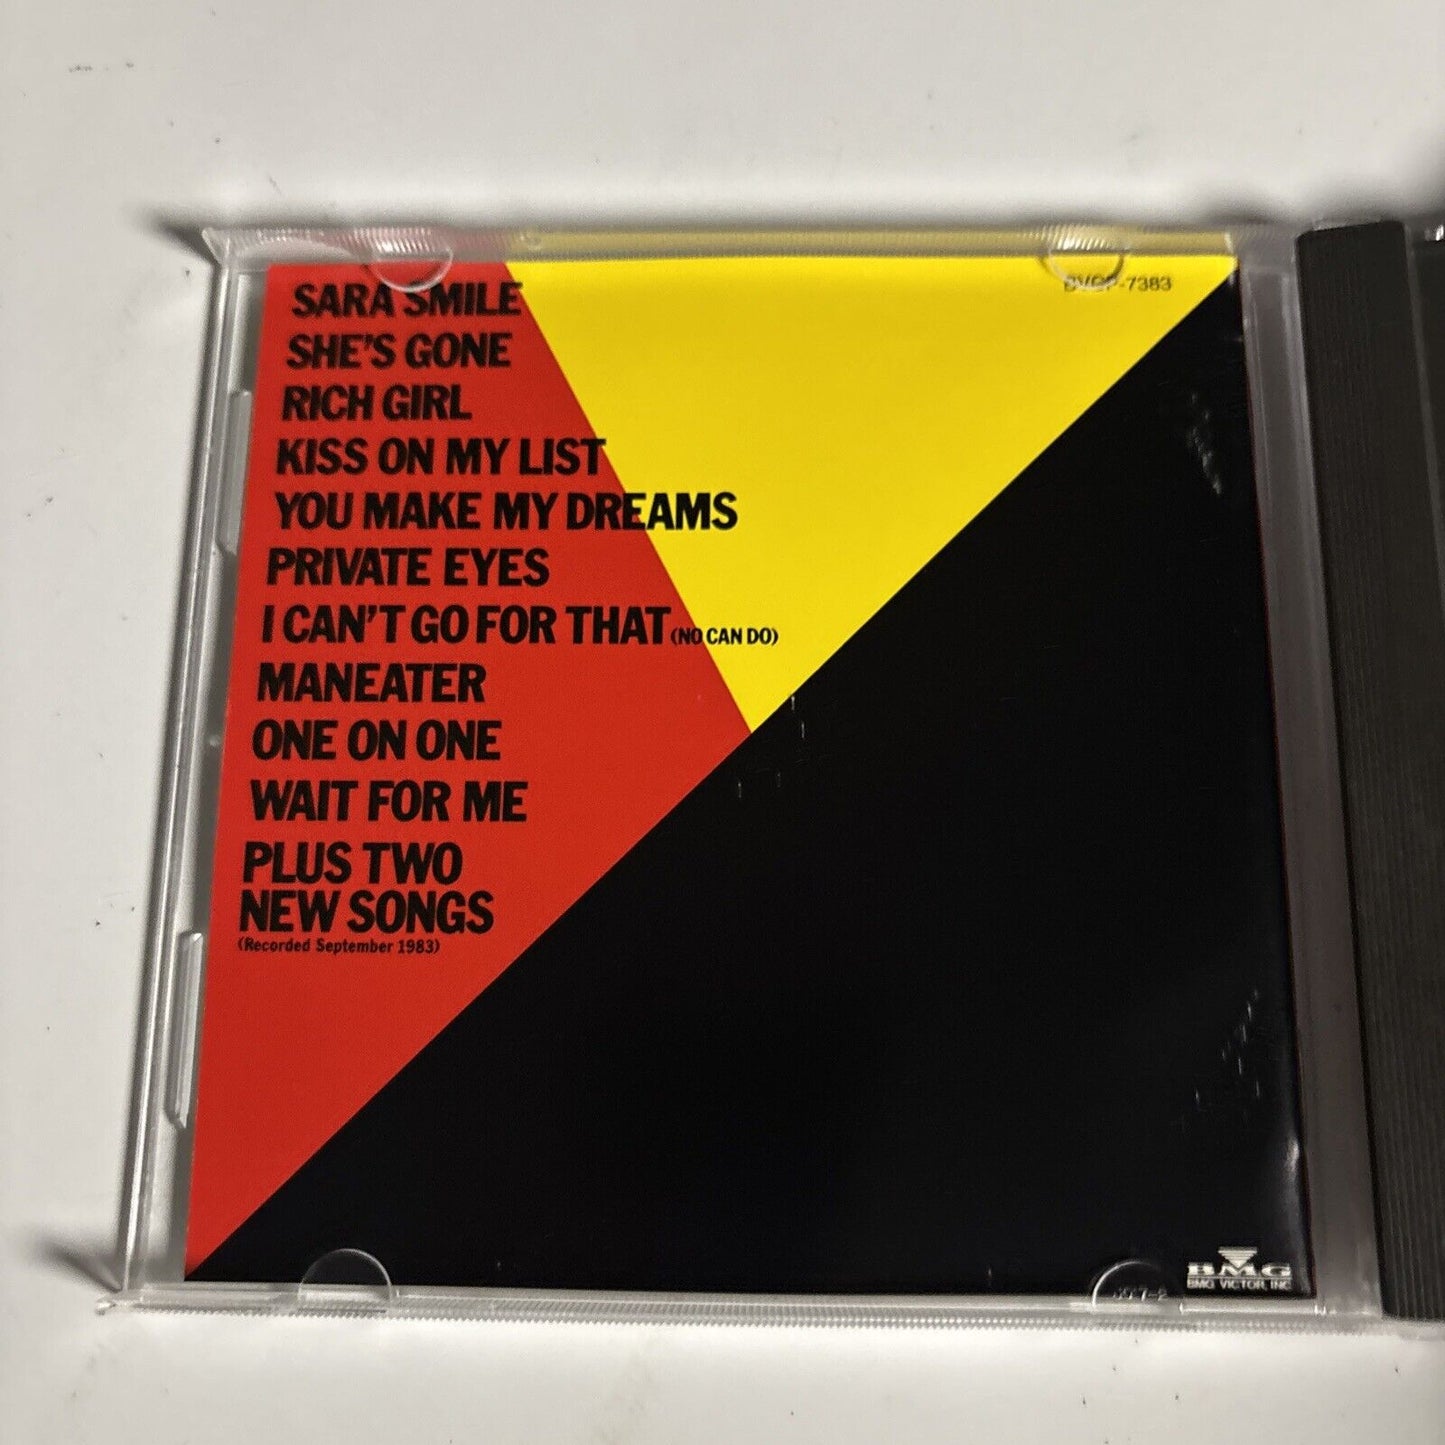 SARA SMILE
SHE'S GONE
RICH GIRL
KISS ON MY LIST
YOU MAKE MY DREAMS
PRIVATE EYES
I CAN'T GO FOR THAT (NO CAN DO)
MANEATER
ONE ON ONE
WAIT FOR ME
PLUS TWO
NEW SONGS
(Recorded September 1983)
BVCP-7383
BMG
BMG VICTOR, INC.